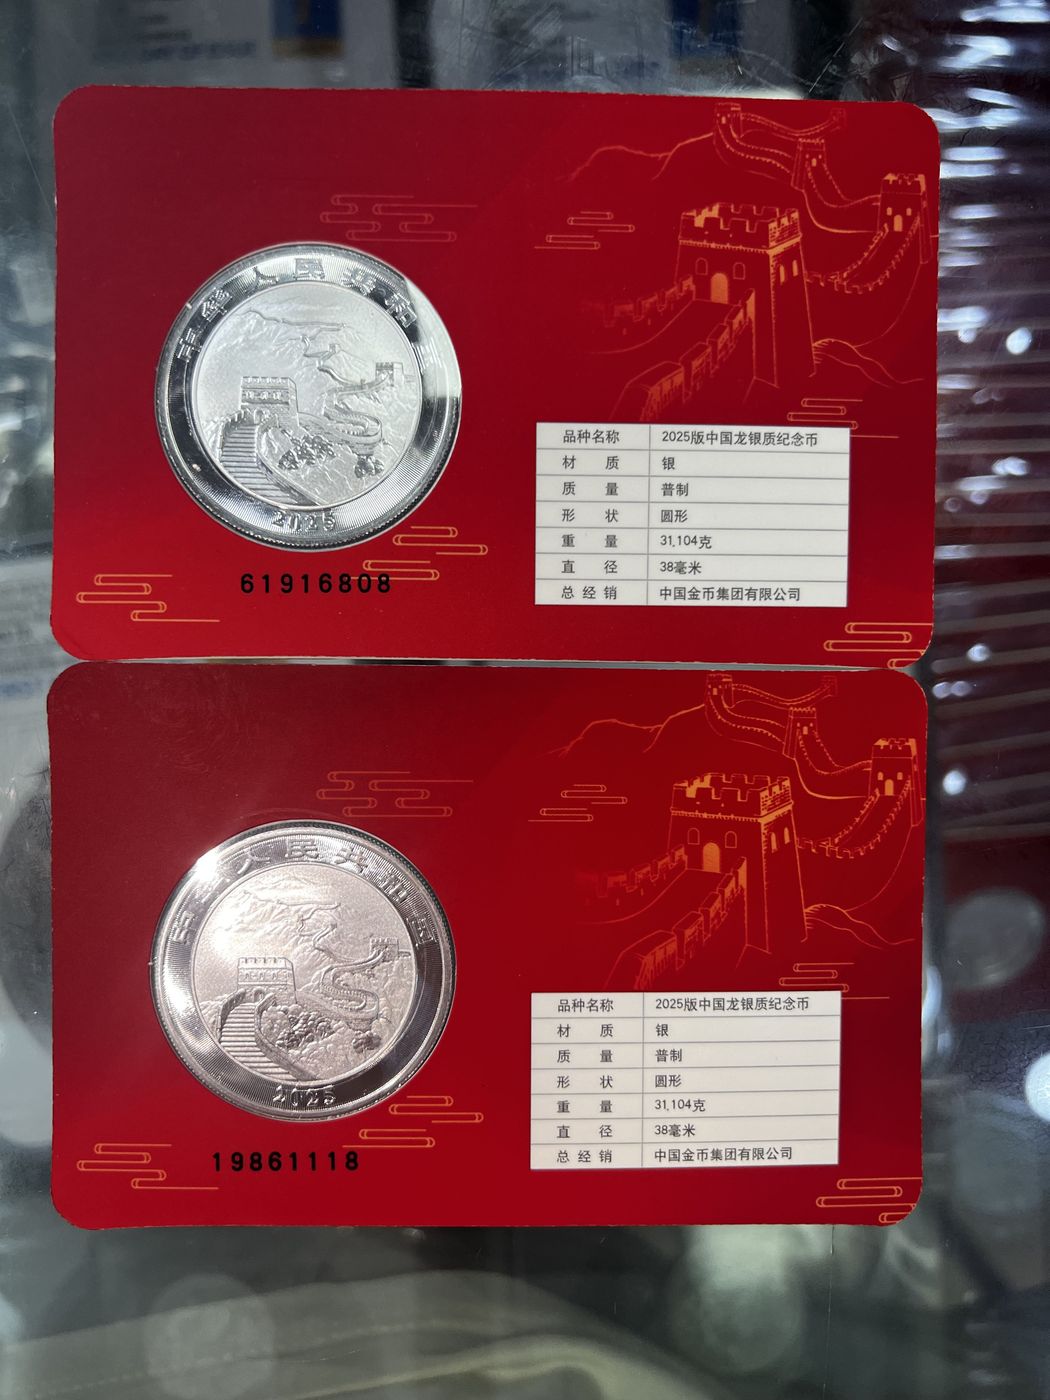 中华人民共和
2025
61916808
品种名称 2025版中国龙银质纪念币
材质 银
质量 普制
形状 圆形
重量 31.104克
直径 38毫米
总经销 中国金币集团有限公司
人民共和国
2025
19861118
品种名称 2025版中国龙银质纪念币
材质 银
质量 普制
形状 圆形
重量 31.104克
直径 38毫米
总经销 中国金币集团有限公司